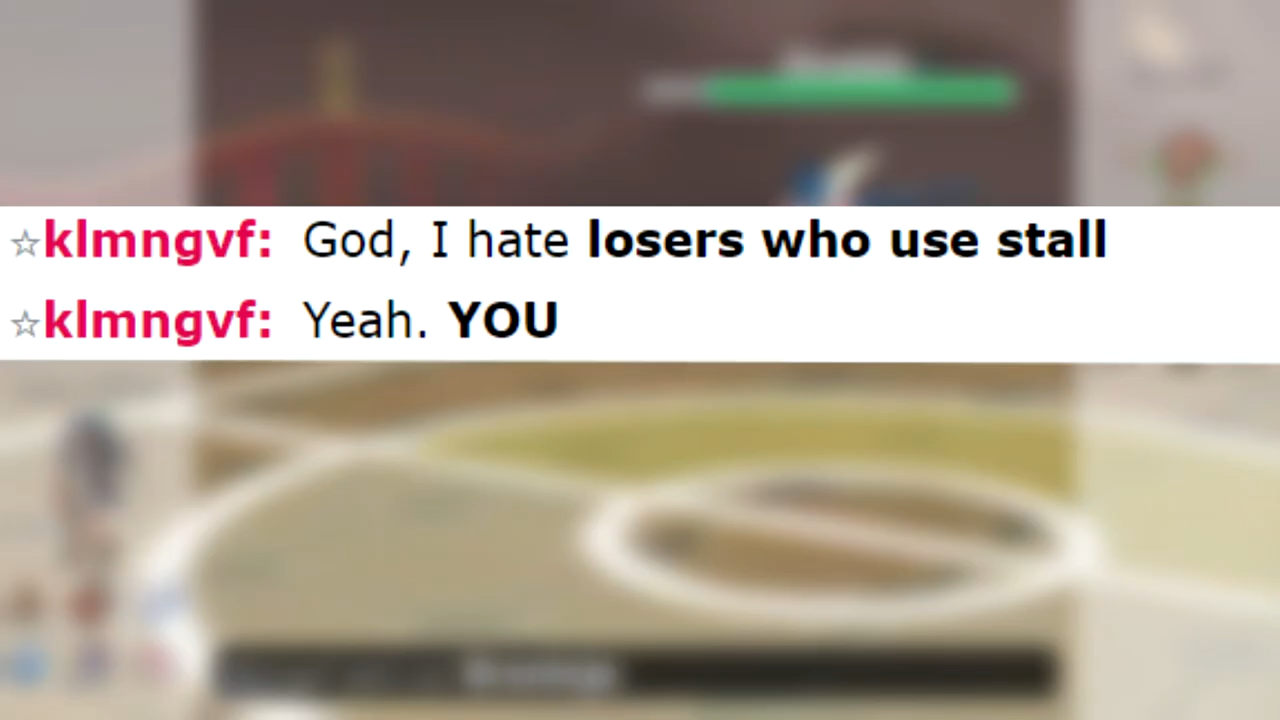 ☆klmngvf: God, I hate losers who use stall
☆klmngvf: Yeah. YOU